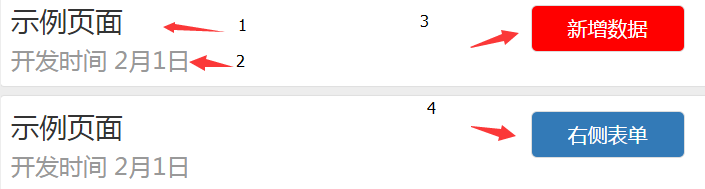 示例页面
1
3
新增数据
开发时间 2月1日
2
4
示例页面
右侧表单
开发时间 2月1日